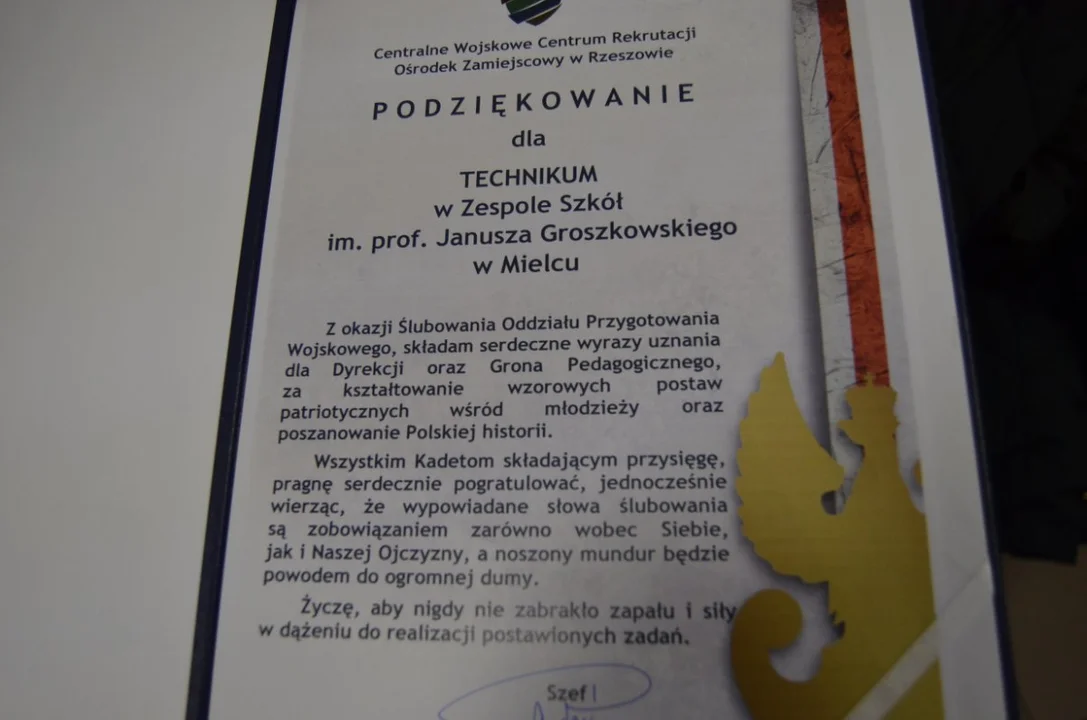 Centralne Wojskowe Centrum Rekrutacji
Ośrodek Zamiejscowy w Rzeszowie
PODZIĘKOWANIE
dla
TECHNIKUM
w Zespole Szkół
im. prof. Janusza Groszkowskiego
w Mielcu
Z okazji Ślubowania Oddziału Przygotowania
Wojskowego, składam serdeczne wyrazy uznania
dla Dyrekcji oraz Grona Pedagogicznego,
za kształtowanie wzorowych postaw
patriotycznych wśród młodzieży oraz
poszanowanie Polskiej historii.
Wszystkim Kadetom składającym przysięgę,
pragnę serdecznie pogratulować, jednocześnie
wierząc, że wypowiadane słowa ślubowania
są zobowiązaniem zarówno wobec Siebie,
jak i Naszej Ojczyzny, a noszony mundur będzie
powodem do ogromnej dumy.
Życzę, aby nigdy nie zabrakło zapału i siły
w dążeniu do realizacji postawionych zadań.
Szef